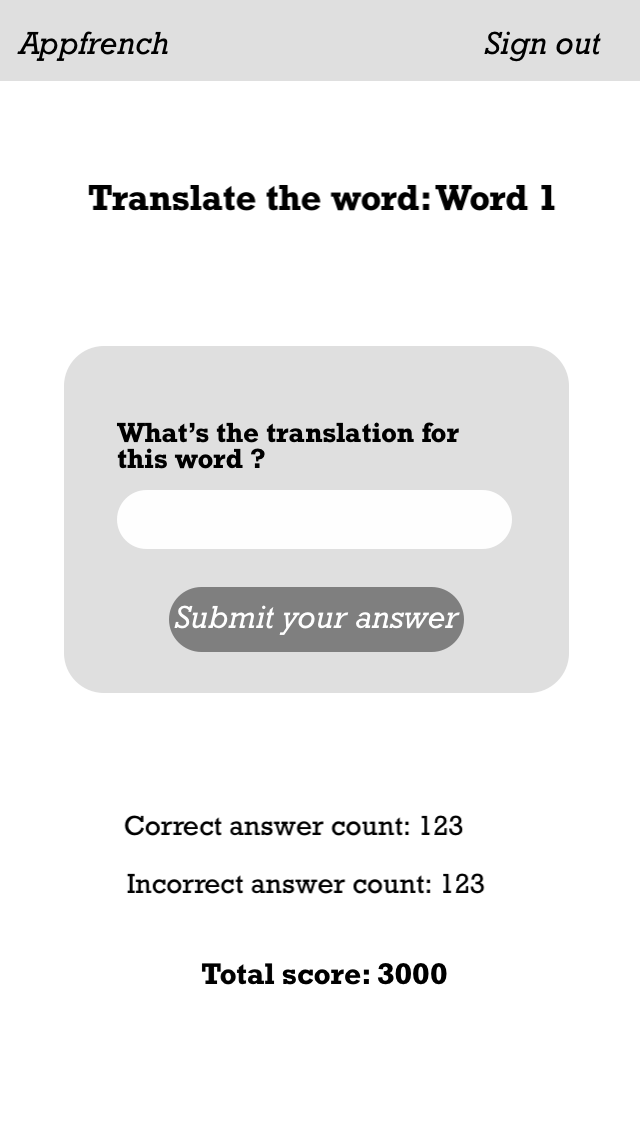 Appfrench Sign out
Translate the word: Word 1
What’s the translation for
this word ?
Submit your answer
Correct answer count: 123
Incorrect answer count: 123
Total score: 3000